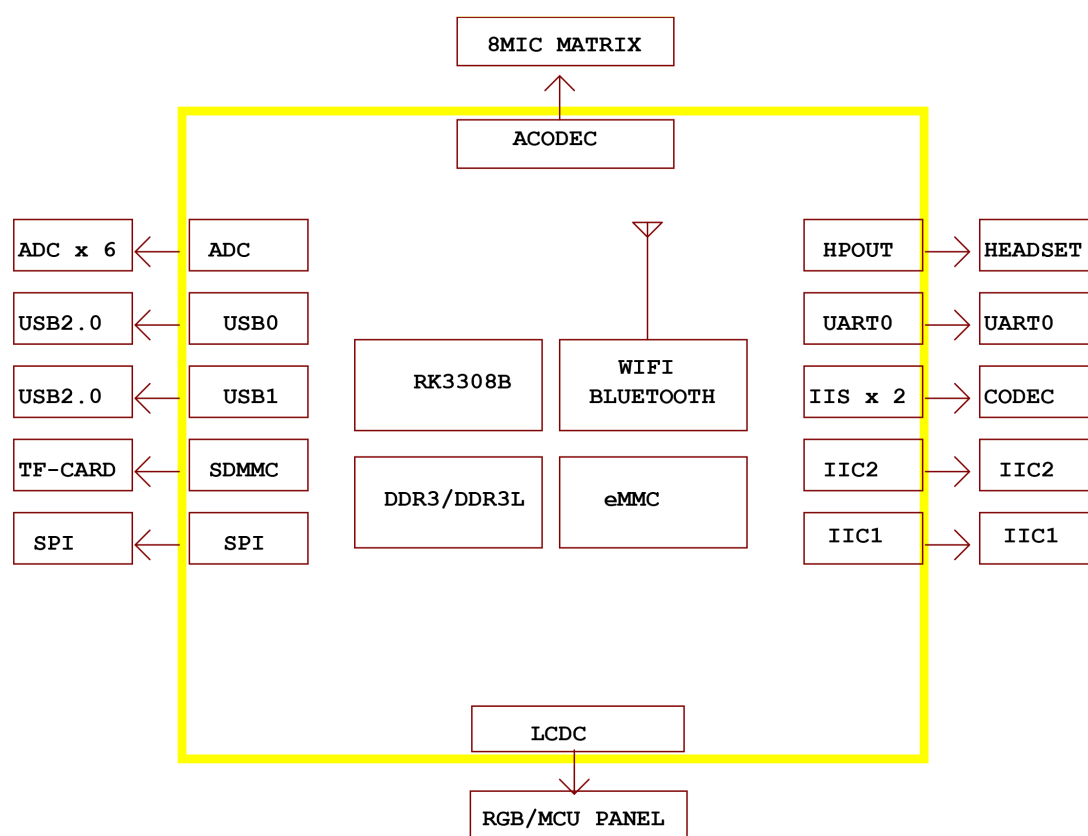 8MIC MATRIX
ACODEC
ADC x 6
ADC
HPOUT
HEADSET
USB2.0
USB0
UART0
UART0
WIFI
BLUETOOTH
RK3308B
USB2.0
USB1
IIS x 2
CODEC
TF-CARD
SDMMC
IIC2
IIC2
DDR3/DDR3L
eMMC
SPI
SPI
IIC1
IIC1
LCDC
RGB/MCU PANEL